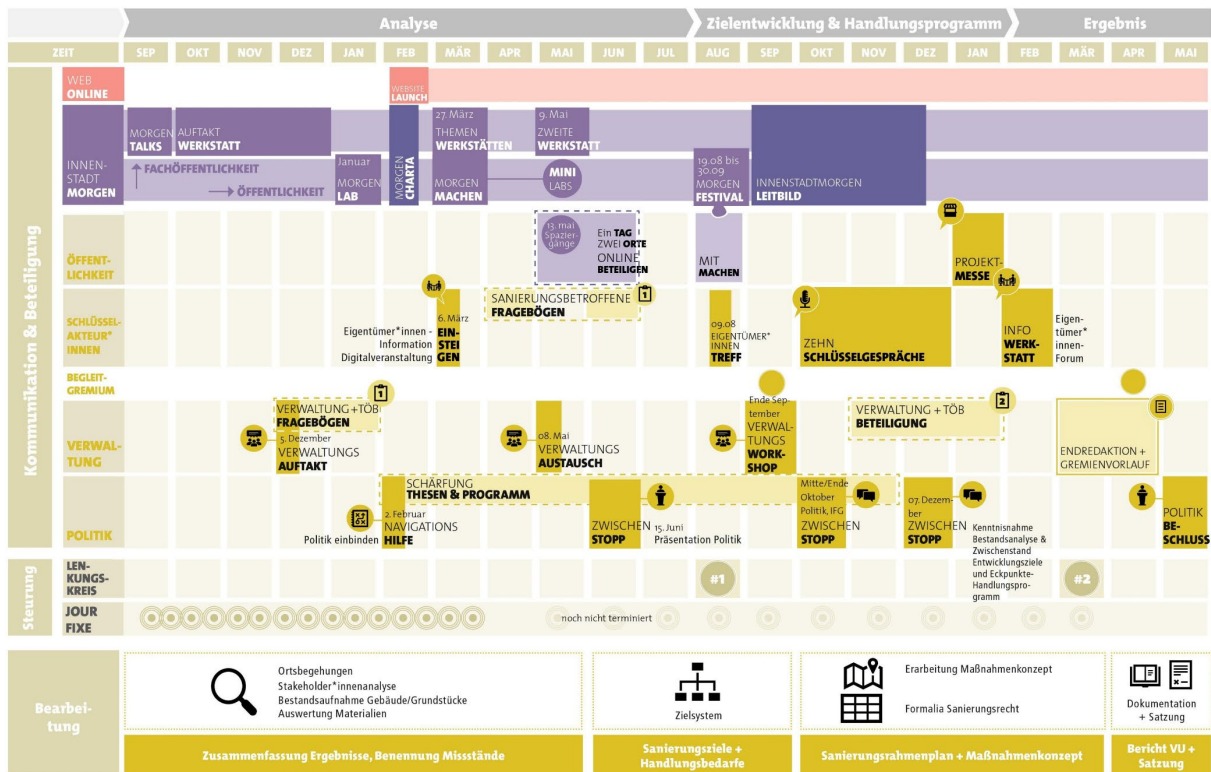 Analyse
Zielentwicklung & Handlungsprogramm
Ergebnis
ZEIT
SEP
OKT
NOV
DEZ
JAN
FEB
MÄR
APR
MAI
JUN
JUL
AUG
SEP
OKT
NOV
DEZ
JAN
FEB
MÄR
APR
MAI
Kommunikation & Beteiligung
WEB
ONLINE
WEBSITE
LAUNCH
INNEN-
STADT
MORGEN
MORGEN
TALKS
AUFTAKT
WERKSTATT
FACHÖFFENTLICHKEIT
ÖFFENTLICHKEIT
Januar
MORGEN
LAB
MORGEN
CHARTA
27. März
THEMEN
WERKSTÄTTEN
MORGEN
MACHEN
9. Mai
ZWEITE
WERKSTATT
MINI
LABS
19.08 bis
30.09
MORGEN
FESTIVAL
INNENSTADTMORGEN
LEITBILD
ÖFFENT-
LICHKEIT
13. mai
Spazier-
gänge
Ein TAG
ZWEI ORTE
ONLINE
BETEILIGEN
MIT
MACHEN
PROJEKT-
MESSE
SCHLÜSSEL-
AKTEUR*
INNEN
Eigentümer*innen -
Information
Digitalveranstaltung
6. März
EIN-
STEI
GEN
SANIERUNGSBETROFFENE
FRAGEBÖGEN
1
09.08
EIGENTÜMER*
INNEN
TREFF
ZEHN
SCHLÜSSELGESPRÄCHE
INFO
WERK-
STATT
Eigen-
tümer*
innen-
Forum
BEGLEIT-
GREMIUM
VERWAL-
TUNG
VERWALTUNG+TÖB
FRAGEBÖGEN
1
5. Dezember
VERWALTUNGS
AUFTAKT
08. Mai
VERWALTUNGS
AUSTAUSCH
Ende Sep-
tember
VERWAL-
TUNGS
WORK-
SHOP
VERWALTUNG + TÖB
BETEILIGUNG
2
ENDREDAKTION +
GREMIENVORLAUF
POLITIK
SCHÄRFUNG
THESEN & PROGRAMM
Politik einbinden
2. Februar
NAVIGATIONS
HILFE
ZWISCHEN
STOPP
15. Juni
Präsentation Politik
Mitte/Ende
Oktober
Politik, IFG
ZWISCHEN
STOPP
07. Dezem-
ber
ZWISCHEN
STOPP
Kenntnisnahme
Bestandsanalyse &
Zwischenstand
Entwicklungsziele
und Eckpunkte-
Handlungspro-
gramm
POLITIK
BE-
SCHLUSS
Steurung
LEN-
KUNGS-
KREIS
#1
#2
JOUR
FIXE
noch nicht terminiert
Bearbei-
tung
Ortsbegehungen
Stakeholder*innenanalyse
Bestandsaufnahme Gebäude/Grundstücke
Auswertung Materialien
Zielsystem
Erarbeitung Maßnahmenkonzept
Formalia Sanierungsrecht
Dokumentation
+ Satzung
Zusammenfassung Ergebnisse, Benennung Missstände
Sanierungsziele +
Handlungsbedarfe
Sanierungsrahmenplan + Maßnahmenkonzept
Bericht VU +
Satzung